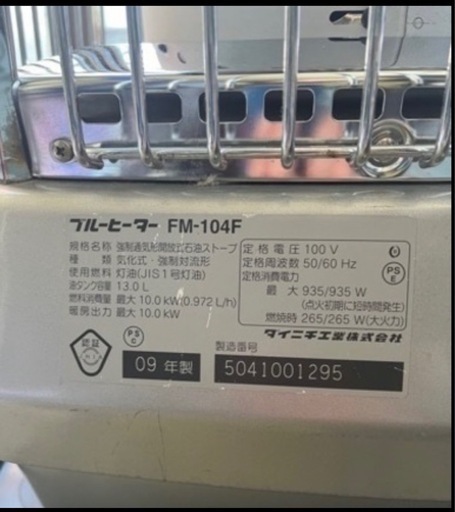 ブルーヒーター FM-104F
規格名称 強制通気形開放式石油ストーブ
種　類 気化式・強制対流形
使用燃料 灯油(JIS1号灯油)
油タンク容量 13.0 L
燃料消費量 最大 10.0 kW(0.972 L/h)
暖房出力 最大 10.0 kW
定格電圧 100 V
定格周波数 50/60 Hz
定格消費電力
最　大 935/935 W
(点火初期に短時間発生)
燃焼時 265/265 W(大火力)
ダイニチ工業株式会社
PS
E
認証
PS
C
09 年製
製造番号
5041001295